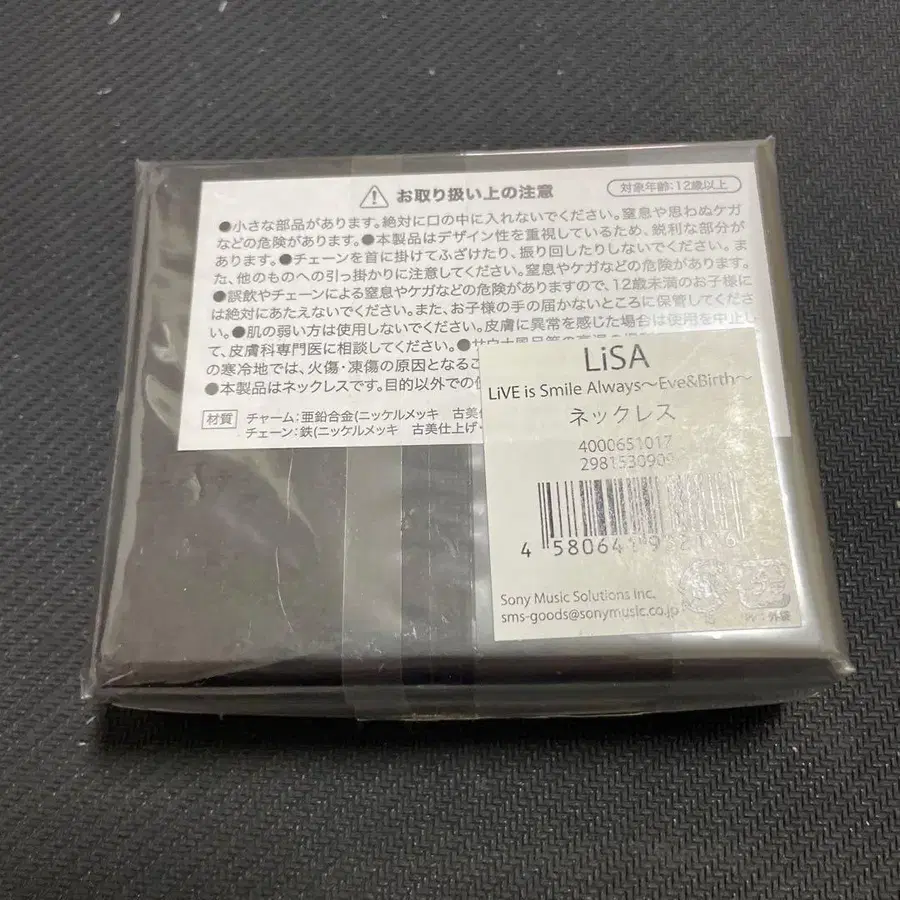 お取り扱い上の注意
対象年齢:12歳以上
●小さな部品があります。絶対に口の中に入れないでください。窒息や思わぬケガ
などの危険があります。●本製品はデザイン性を重視しているため、鋭利な部分が
あります。●チェーンを首に掛けてふざけたり、振り回したりしないでください。ま
た、他のものへの引っ掛かりに注意してください。窒息やケガなどの危険があります。
●誤飲やチェーンによる窒息やケガなどの危険がありますので、12歳未満のお子様に
は絶対にあたえないでください。また、お子様の手の届かないところに保管してくださ
い。●肌の弱い方は使用しないでください。皮膚に異常を感じた場合は使用を中止し
て、皮膚科専門医に相談してください。●サウナ風呂等の高温の
の寒冷地では、火傷・凍傷の原因となるこ
●本製品はネックレスです。目的以外での
材質 チャーム:亜鉛合金(ニッケルメッキ 古美
チェーン:鉄(ニッケルメッキ 古美仕上げ・
LiSA
LiVE is Smile Always〜Eve&Birth〜
ネックレス
4000651017
2981530909
4 580641
Sony Music Solutions Inc.
sms-goods@sonymusic.co.jp
外袋